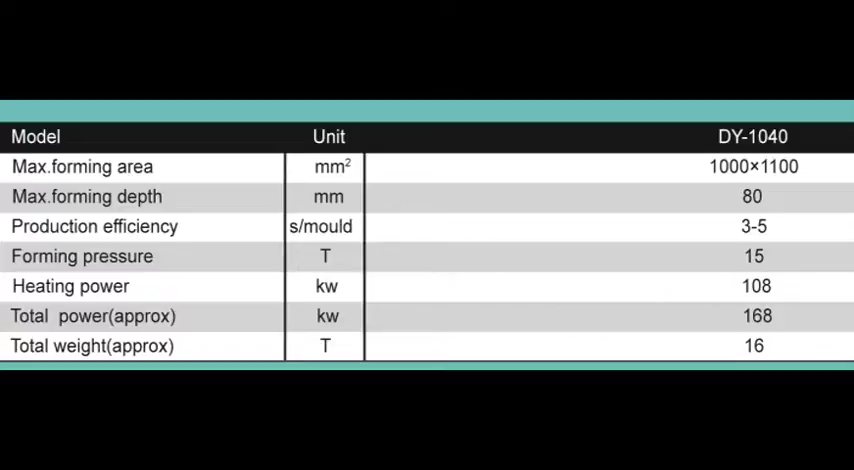 Model Unit DY-1040
Max.forming area mm² 1000×1100
Max.forming depth mm 80
Production efficiency s/mould 3-5
Forming pressure T 15
Heating power kw 108
Total power(approx) kw 168
Total weight(approx) T 16